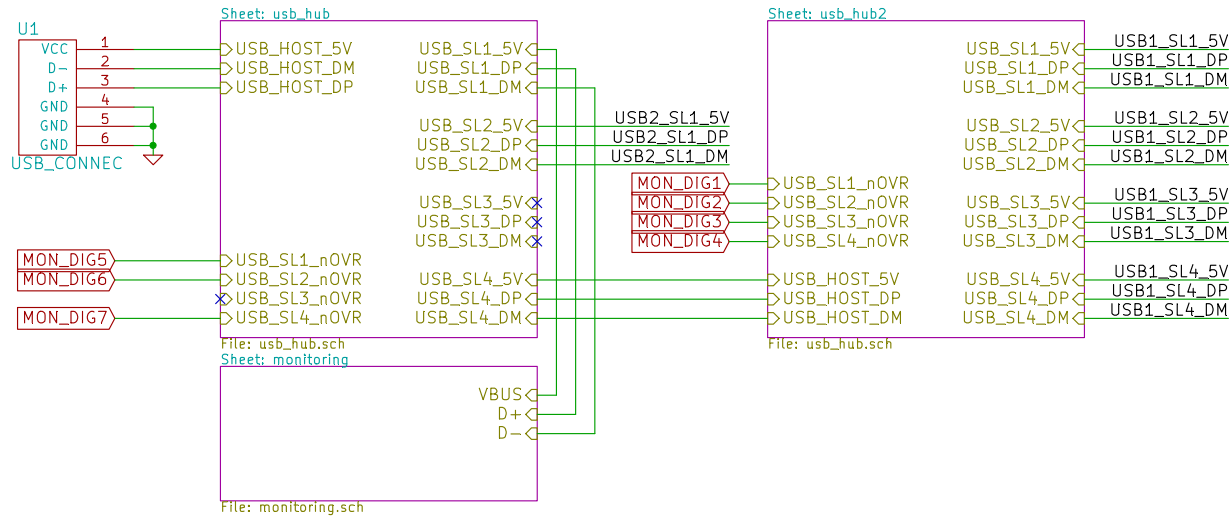 U1
VCC 1
D- 2
D+ 3
GND 4
GND 5
GND 6
USB_CONNEC
MON_DIG5
MON_DIG6
MON_DIG7
Sheet: usb_hub
USB_HOST_5V
USB_HOST_DM
USB_HOST_DP
USB_SL1_nOVR
USB_SL2_nOVR
USB_SL3_nOVR
USB_SL4_nOVR
USB_SL1_5V
USB_SL1_DP
USB_SL1_DM
USB_SL2_5V
USB_SL2_DP
USB_SL2_DM
USB_SL3_5V
USB_SL3_DP
USB_SL3_DM
USB_SL4_5V
USB_SL4_DP
USB_SL4_DM
File: usb_hub.sch
Sheet: monitoring
VBUS
D+
D-
File: monitoring.sch
USB2_SL1_5V
USB2_SL1_DP
USB2_SL1_DM
MON_DIG1
MON_DIG2
MON_DIG3
MON_DIG4
Sheet: usb_hub2
USB_SL1_nOVR
USB_SL2_nOVR
USB_SL3_nOVR
USB_SL4_nOVR
USB_HOST_5V
USB_HOST_DP
USB_HOST_DM
USB_SL1_5V
USB_SL1_DP
USB_SL1_DM
USB_SL2_5V
USB_SL2_DP
USB_SL2_DM
USB_SL3_5V
USB_SL3_DP
USB_SL3_DM
USB_SL4_5V
USB_SL4_DP
USB_SL4_DM
File: usb_hub.sch
USB1_SL1_5V
USB1_SL1_DP
USB1_SL1_DM
USB1_SL2_5V
USB1_SL2_DP
USB1_SL2_DM
USB1_SL3_5V
USB1_SL3_DP
USB1_SL3_DM
USB1_SL4_5V
USB1_SL4_DP
USB1_SL4_DM